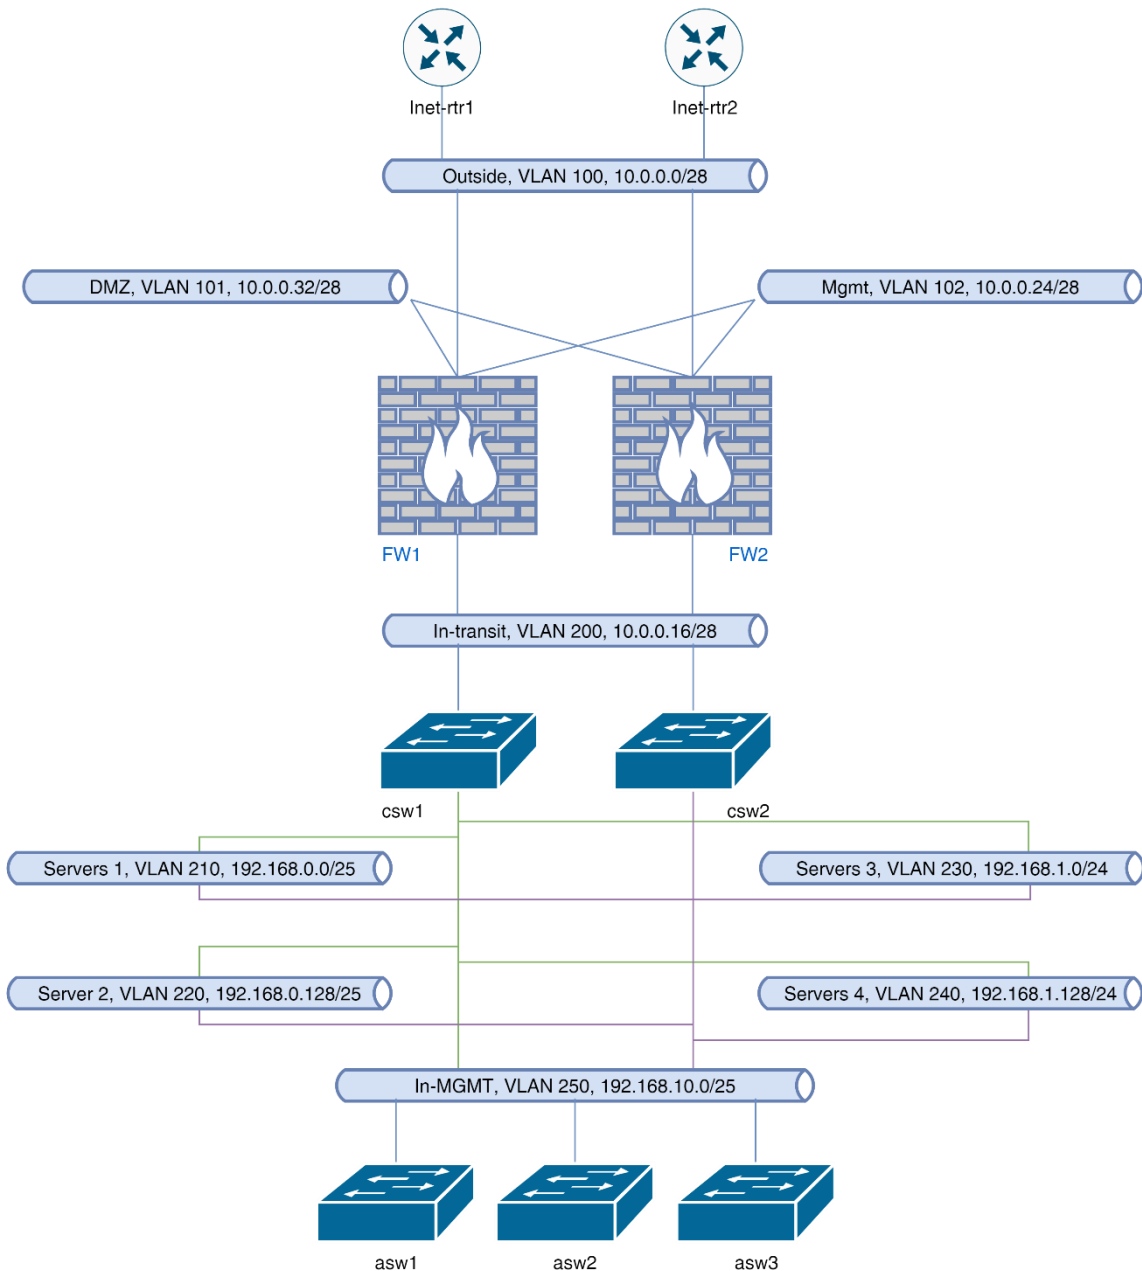 Inet-rtr1
Inet-rtr2
Outside, VLAN 100, 10.0.0.0/28
DMZ, VLAN 101, 10.0.0.32/28
Mgmt, VLAN 102, 10.0.0.24/28
FW1
FW2
In-transit, VLAN 200, 10.0.0.16/28
csw1
csw2
Servers 1, VLAN 210, 192.168.0.0/25
Servers 3, VLAN 230, 192.168.1.0/24
Server 2, VLAN 220, 192.168.0.128/25
Servers 4, VLAN 240, 192.168.1.128/24
In-MGMT, VLAN 250, 192.168.10.0/25
asw1
asw2
asw3